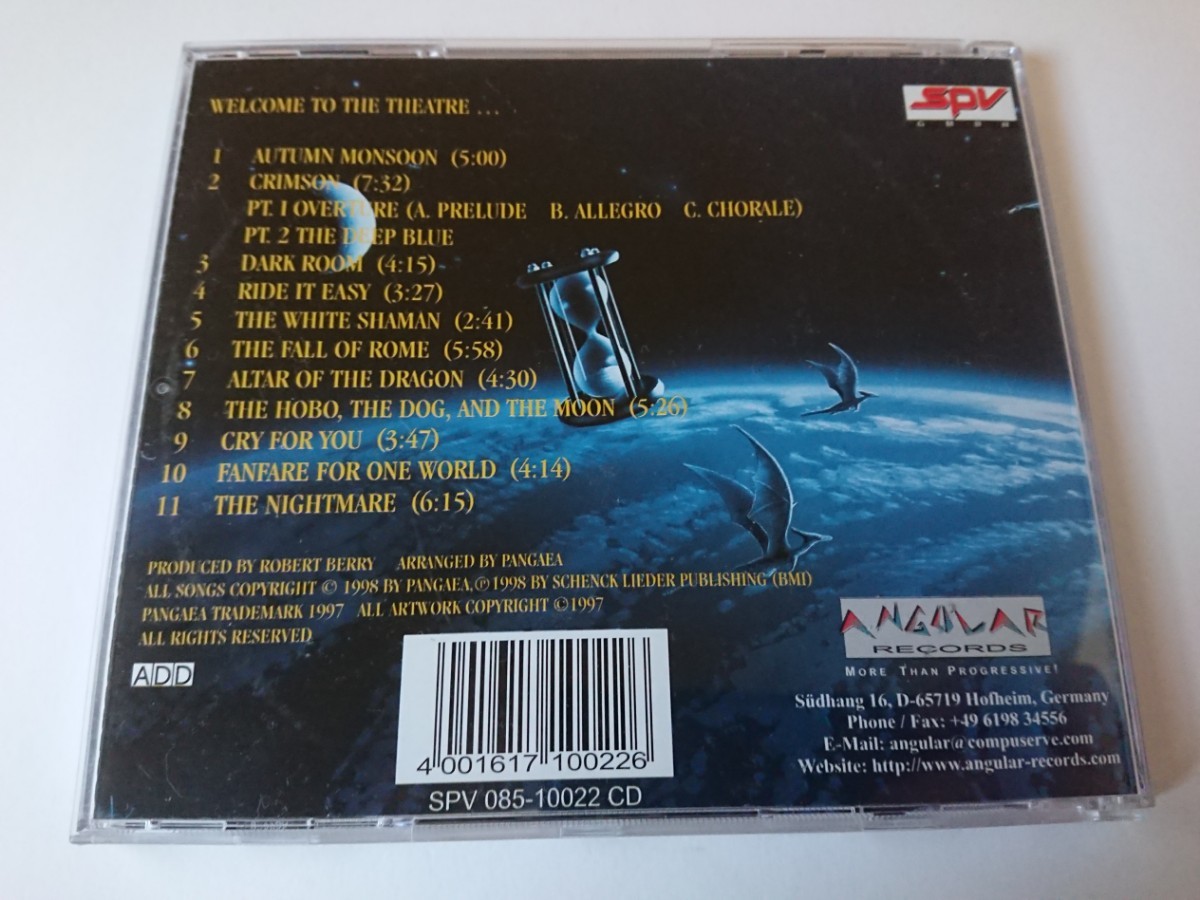 WELCOME TO THE THEATRE ...
SPV
GMBH
1 AUTUMN MONSOON (5:00)
2 CRIMSON (7:32)
PT. 1 OVERTURE (A. PRELUDE B. ALLEGRO C. CHORALE)
PT. 2 THE DEEP BLUE
3 DARK ROOM (4:15)
4 RIDE IT EASY (3:27)
5 THE WHITE SHAMAN (2:41)
6 THE FALL OF ROME (5:58)
7 ALTAR OF THE DRAGON (4:30)
8 THE HOBO, THE DOG, AND THE MOON (5:26)
9 CRY FOR YOU (3:47)
10 FANFARE FOR ONE WORLD (4:14)
11 THE NIGHTMARE (6:15)
PRODUCED BY ROBERT BERRY ARRANGED BY PANGAEA
ALL SONGS COPYRIGHT © 1998 BY PANGAEA, ℗ 1998 BY SCHENCK LIEDER PUBLISHING (BMI)
PANGAEA TRADEMARK 1997 ALL ARTWORK COPYRIGHT © 1997
ALL RIGHTS RESERVED
ADD
4 001617 100226
SPV 085-10022 CD
ANGULAR
RECORDS
MORE THAN PROGRESSIVE!
Südhang 16, D-65719 Hofheim, Germany
Phone / Fax: +49 6198 34556
E-Mail: angular@compuserve.com
Website: http://www.angular-records.com